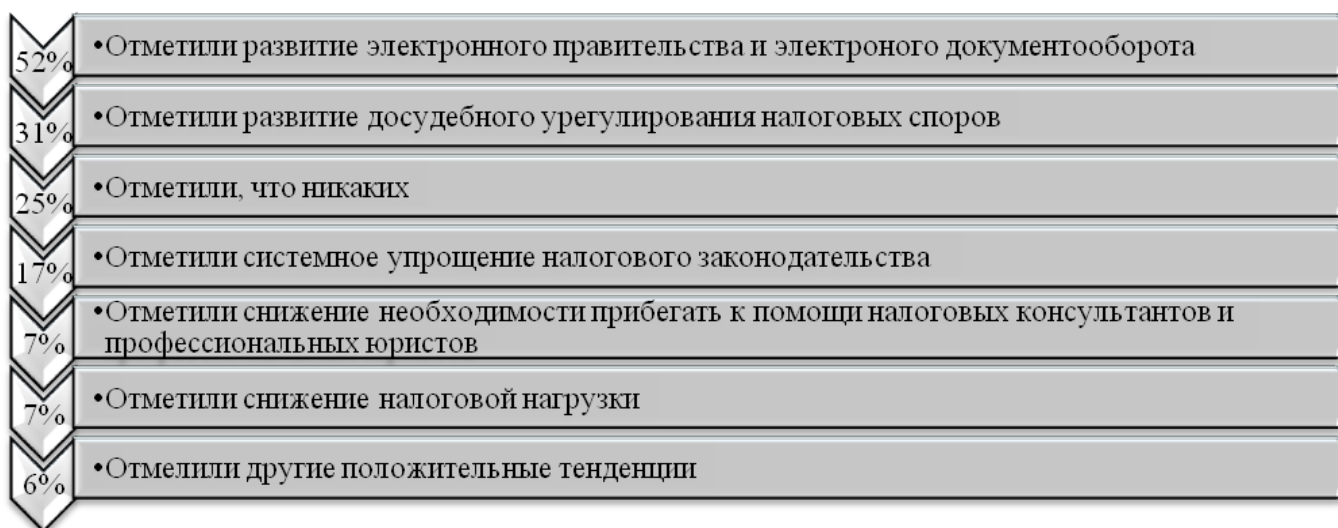 52%
•Отметили развитие электронного правительства и электроного документооборота
31%
•Отметили развитие досудебного урегулирования налоговых споров
25%
•Отметили, что никаких
17%
•Отметили системное упрощение налогового законодательства
7%
•Отметили снижение необходимости прибегать к помощи налоговых консультантов и
профессиональных юристов
7%
•Отметили снижение налоговой нагрузки
6%
•Отмелили другие положительные тенденции